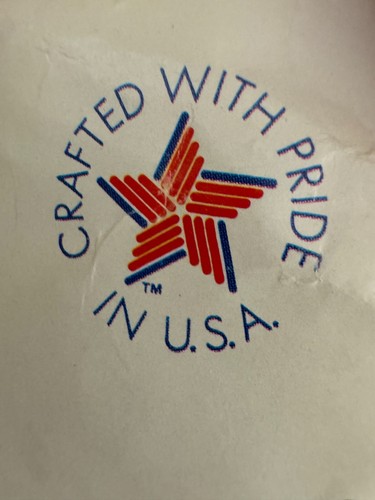 CRAFTED WITH PRIDE
IN U.S.A.
TM